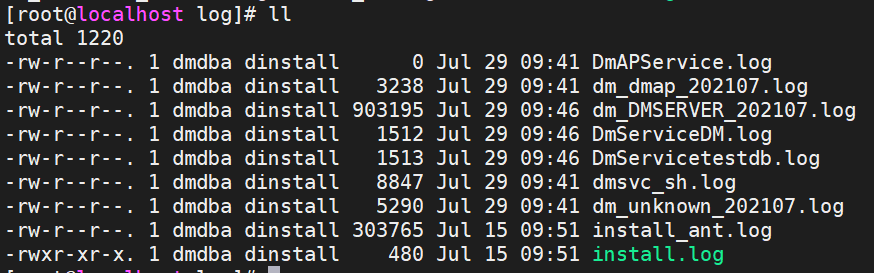 [root@localhost log]# ll
total 1220
-rw-r--r--. 1 dmdba dinstall      0 Jul 29 09:41 DmAPService.log
-rw-r--r--. 1 dmdba dinstall   3238 Jul 29 09:41 dm_dmap_202107.log
-rw-r--r--. 1 dmdba dinstall 903195 Jul 29 09:46 dm_DMSERVER_202107.log
-rw-r--r--. 1 dmdba dinstall   1512 Jul 29 09:46 DmServiceDM.log
-rw-r--r--. 1 dmdba dinstall   1513 Jul 29 09:46 DmServicetestdb.log
-rw-r--r--. 1 dmdba dinstall   8847 Jul 29 09:41 dmsvc_sh.log
-rw-r--r--. 1 dmdba dinstall   5290 Jul 29 09:41 dm_unknown_202107.log
-rw-r--r--. 1 dmdba dinstall 303765 Jul 15 09:51 install_ant.log
-rwxr-xr-x. 1 dmdba dinstall    480 Jul 15 09:51 install.log
[root@localhost log]#